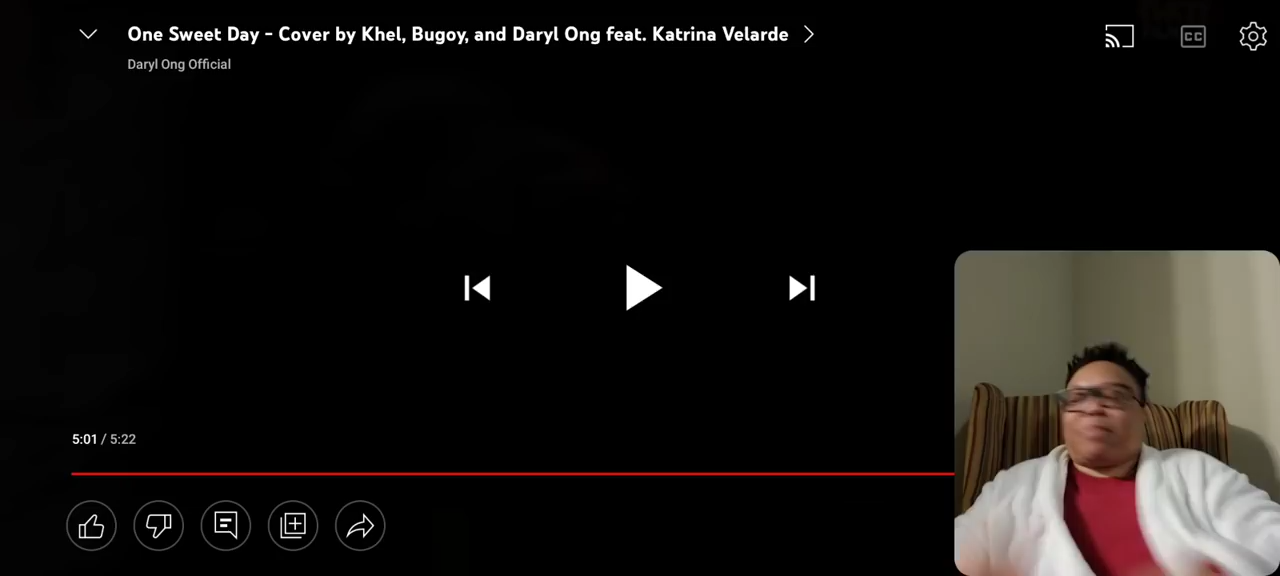 One Sweet Day - Cover by Khel, Bugoy, and Daryl Ong feat. Katrina Velarde
CC
Daryl Ong Official
5:01 / 5:22